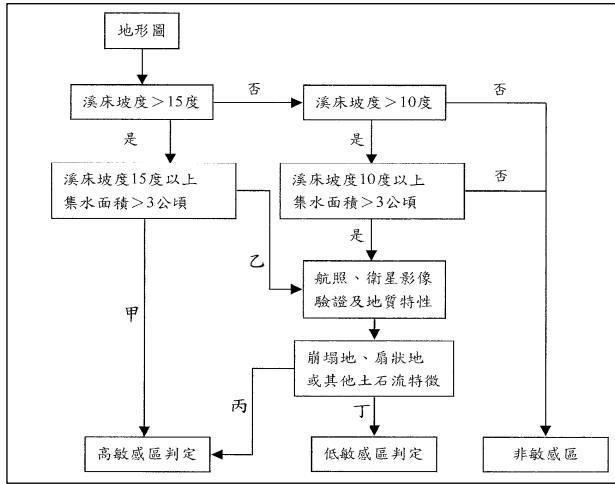 地形圖
溪床坡度>15度
否
溪床坡度>10度
否
是
是
溪床坡度15度以上
集水面積>3公頃
溪床坡度10度以上
集水面積>3公頃
否
乙
是
甲
航照、衛星影像
驗證及地質特性
崩塌地、扇狀地
或其他土石流特徵
丙
丁
高敏感區判定
低敏感區判定
非敏感區